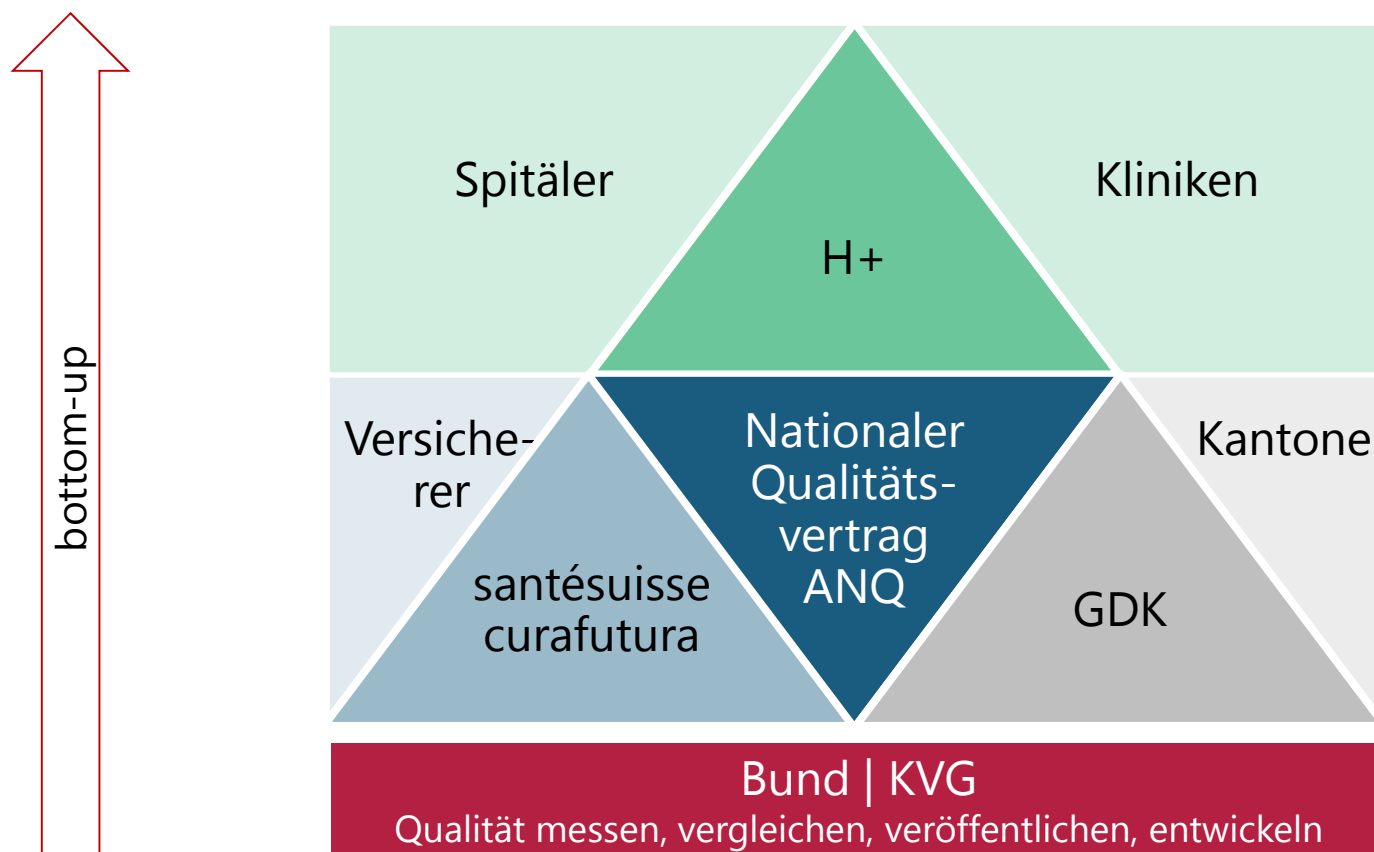 Spitäler
Kliniken
H+
bottom-up
Versiche-
rer
Nationaler
Qualitäts-
vertrag
ANQ
Kantone
santésuisse
curafutura
GDK
Bund | KVG
Qualität messen, vergleichen, veröffentlichen, entwickeln